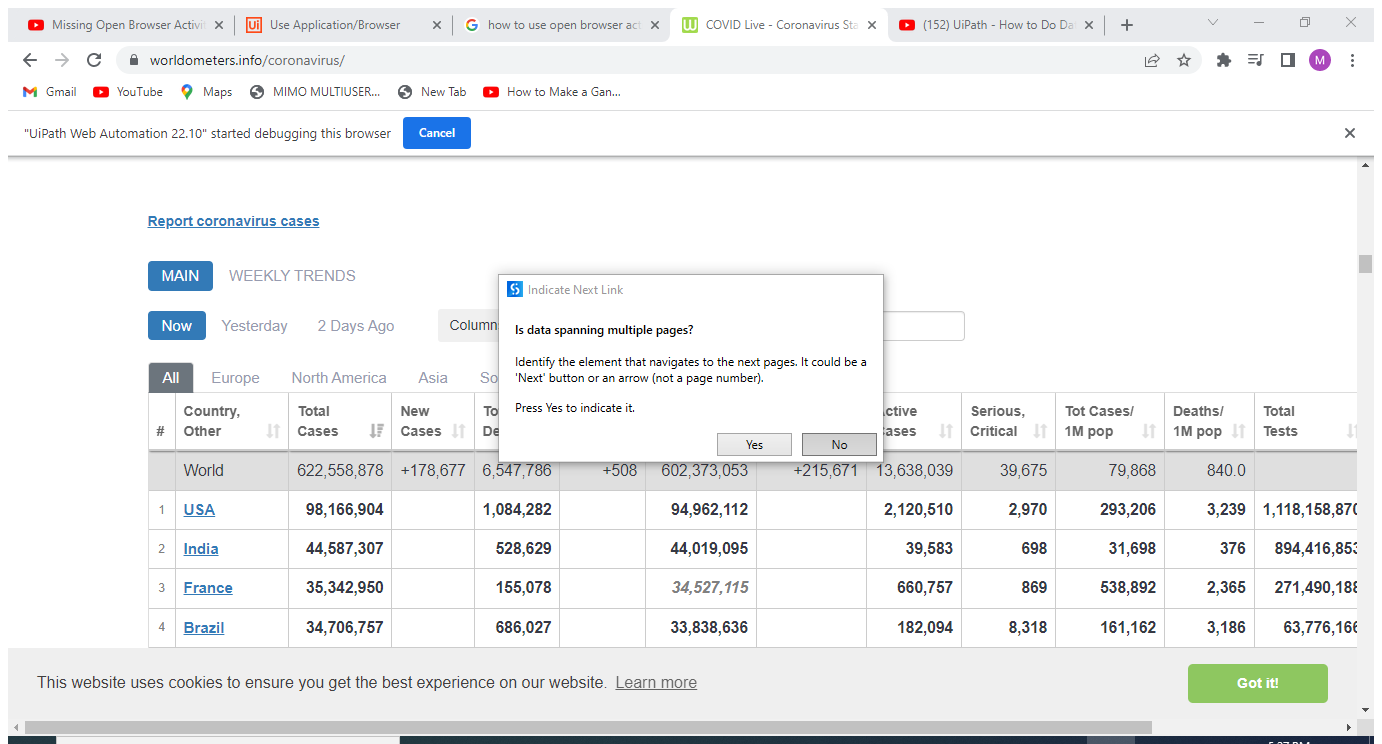 Missing Open Browser Activi
Use Application/Browser
how to use open browser act
COVID Live - Coronavirus Sta
(152) UiPath - How to Do Da
worldometers.info/coronavirus/
M
Gmail
YouTube
Maps
MIMO MULTIUSER...
New Tab
How to Make a Gan...
"UiPath Web Automation 22.10" started debugging this browser
Cancel
Report coronavirus cases
MAIN WEEKLY TRENDS
Now Yesterday 2 Days Ago Column
All Europe North America Asia So
Indicate Next Link
Is data spanning multiple pages?
Identify the element that navigates to the next pages. It could be a
'Next' button or an arrow (not a page number).
Press Yes to indicate it.
Yes No
# Country, Other Total Cases New Cases To De ctive ases Serious, Critical Tot Cases/ 1M pop Deaths/ 1M pop Total Tests
World 622,558,878 +178,677 6,547,786 +508 602,373,053 +215,671 13,638,039 39,675 79,868 840.0
1 USA 98,166,904 1,084,282 94,962,112 2,120,510 2,970 293,206 3,239 1,118,158,870
2 India 44,587,307 528,629 44,019,095 39,583 698 31,698 376 894,416,853
3 France 35,342,950 155,078 34,527,115 660,757 869 538,892 2,365 271,490,188
4 Brazil 34,706,757 686,027 33,838,636 182,094 8,318 161,162 3,186 63,776,166
This website uses cookies to ensure you get the best experience on our website. Learn more
Got it!